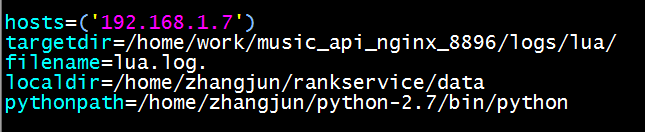 hosts=('192.168.1.7')
targetdir=/home/work/music_api_nginx_8896/logs/lua/
filename=lua.log.
localdir=/home/zhangjun/rankservice/data
pythonpath=/home/zhangjun/python-2.7/bin/python